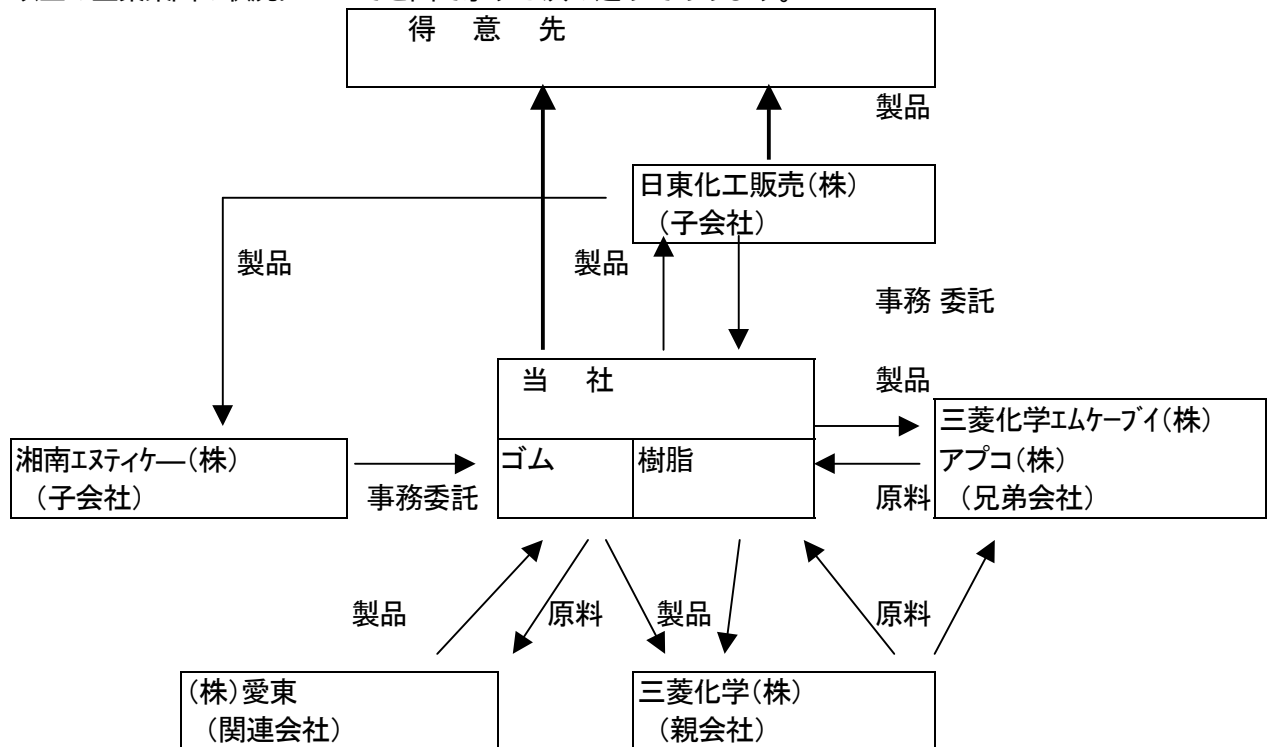 得 意 先
製品
日東化工販売(株)
(子会社)
製品
製品
事務 委託
当 社
製品
三菱化学エムケーブイ(株)
湘南エヌティケー(株)
ゴム
樹脂
アプコ(株)
(子会社)
事務委託
原料
(兄弟会社)
製品
原料
製品
原料
(株)愛東
三菱化学(株)
(関連会社)
(親会社)